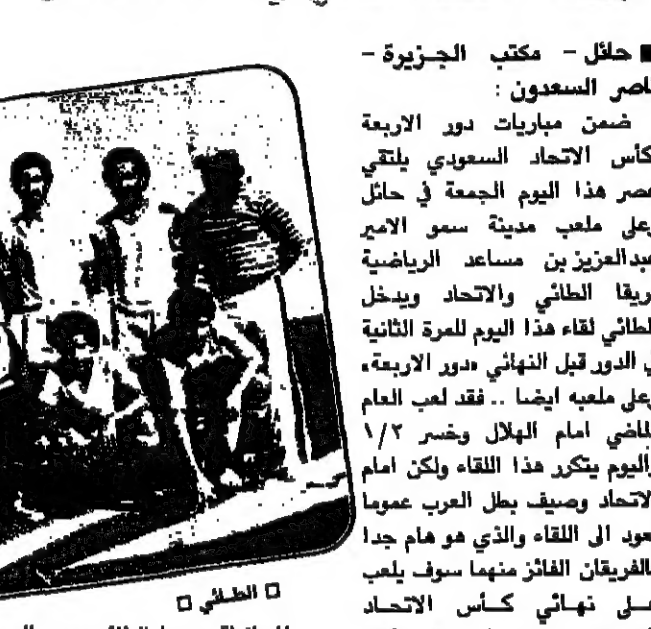 ■ حائل - مكتب الجـزيرة -
ناصر السعدون :
ضمن مباريات دور الاربعة
كأس الاتحاد السعودي يلتقي
عصر هذا اليوم الجمعة في حائل
وعلى ملعب مدينة سمو الامير
عبدالعزيز بن مساعد الرياضية
فريقا الطائي والاتحاد ويدخل
الطائي لقاء هذا اليوم للمرة الثانية
في الدور قبل النهائي «دور الاربعة»
وعلى ملعبه ايضا .. فقد لعب العام
الماضي امام الهلال وخسر ١/٢
واليوم يتكرر هذا اللقاء ولكن امام
الاتحاد وصيف بطل العرب عموما
نعود الى اللقاء والذي هو هام جدا
فالفريقان الفائز منهما سوف يلعب
على نهائي كـأس الاتحـاد
□ الطـائي □